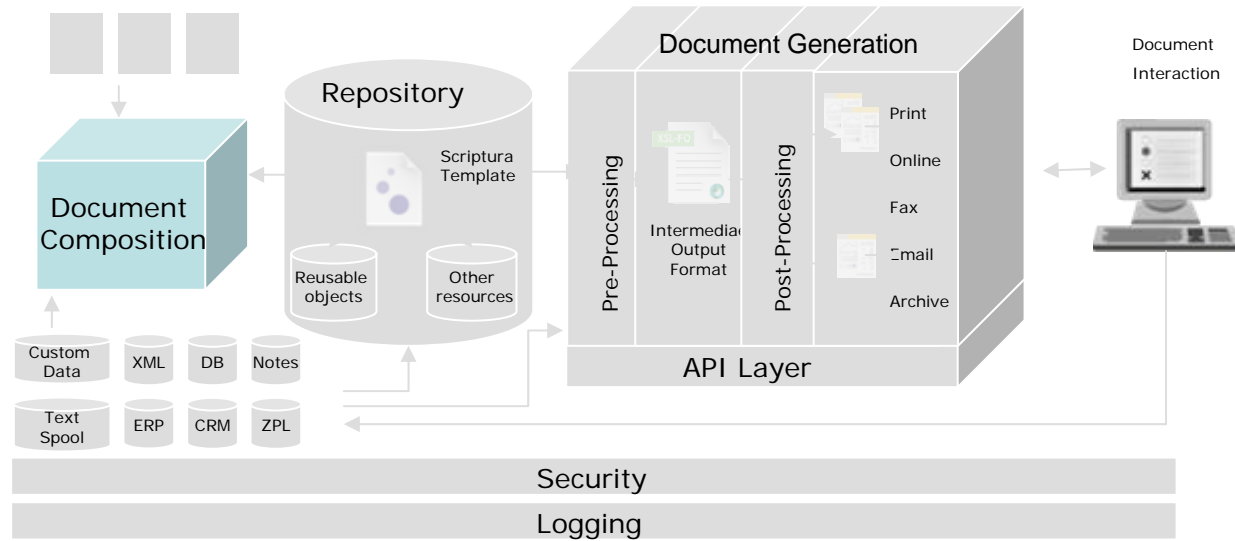 Document Generation
Document
Interaction
Repository
Scriptura
Template
Reusable
objects
Other
resources
Document
Composition
Pre-Processing
XSL-FO
Intermediac
Output
Format
Post-Processing
Print
Online
Fax
Email
Archive
API Layer
Custom
Data
XML
DB
Notes
Text
Spool
ERP
CRM
ZPL
Security
Logging